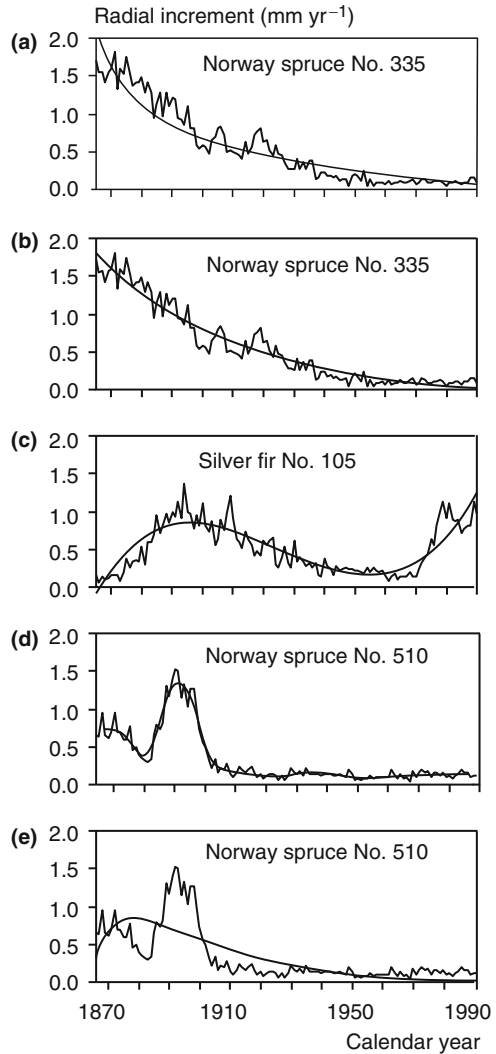 Radial increment (mm yr⁻¹)
(a)
2.0
Norway spruce No. 335
1.5
1.0
0.5
0.0
(b)
2.0
Norway spruce No. 335
1.5
1.0
0.5
0.0
(c)
2.0
Silver fir No. 105
1.5
1.0
0.5
0.0
(d)
2.0
Norway spruce No. 510
1.5
1.0
0.5
0.0
(e)
2.0
Norway spruce No. 510
1.5
1.0
0.5
0.0
1870 1910 1950 1990
Calendar year